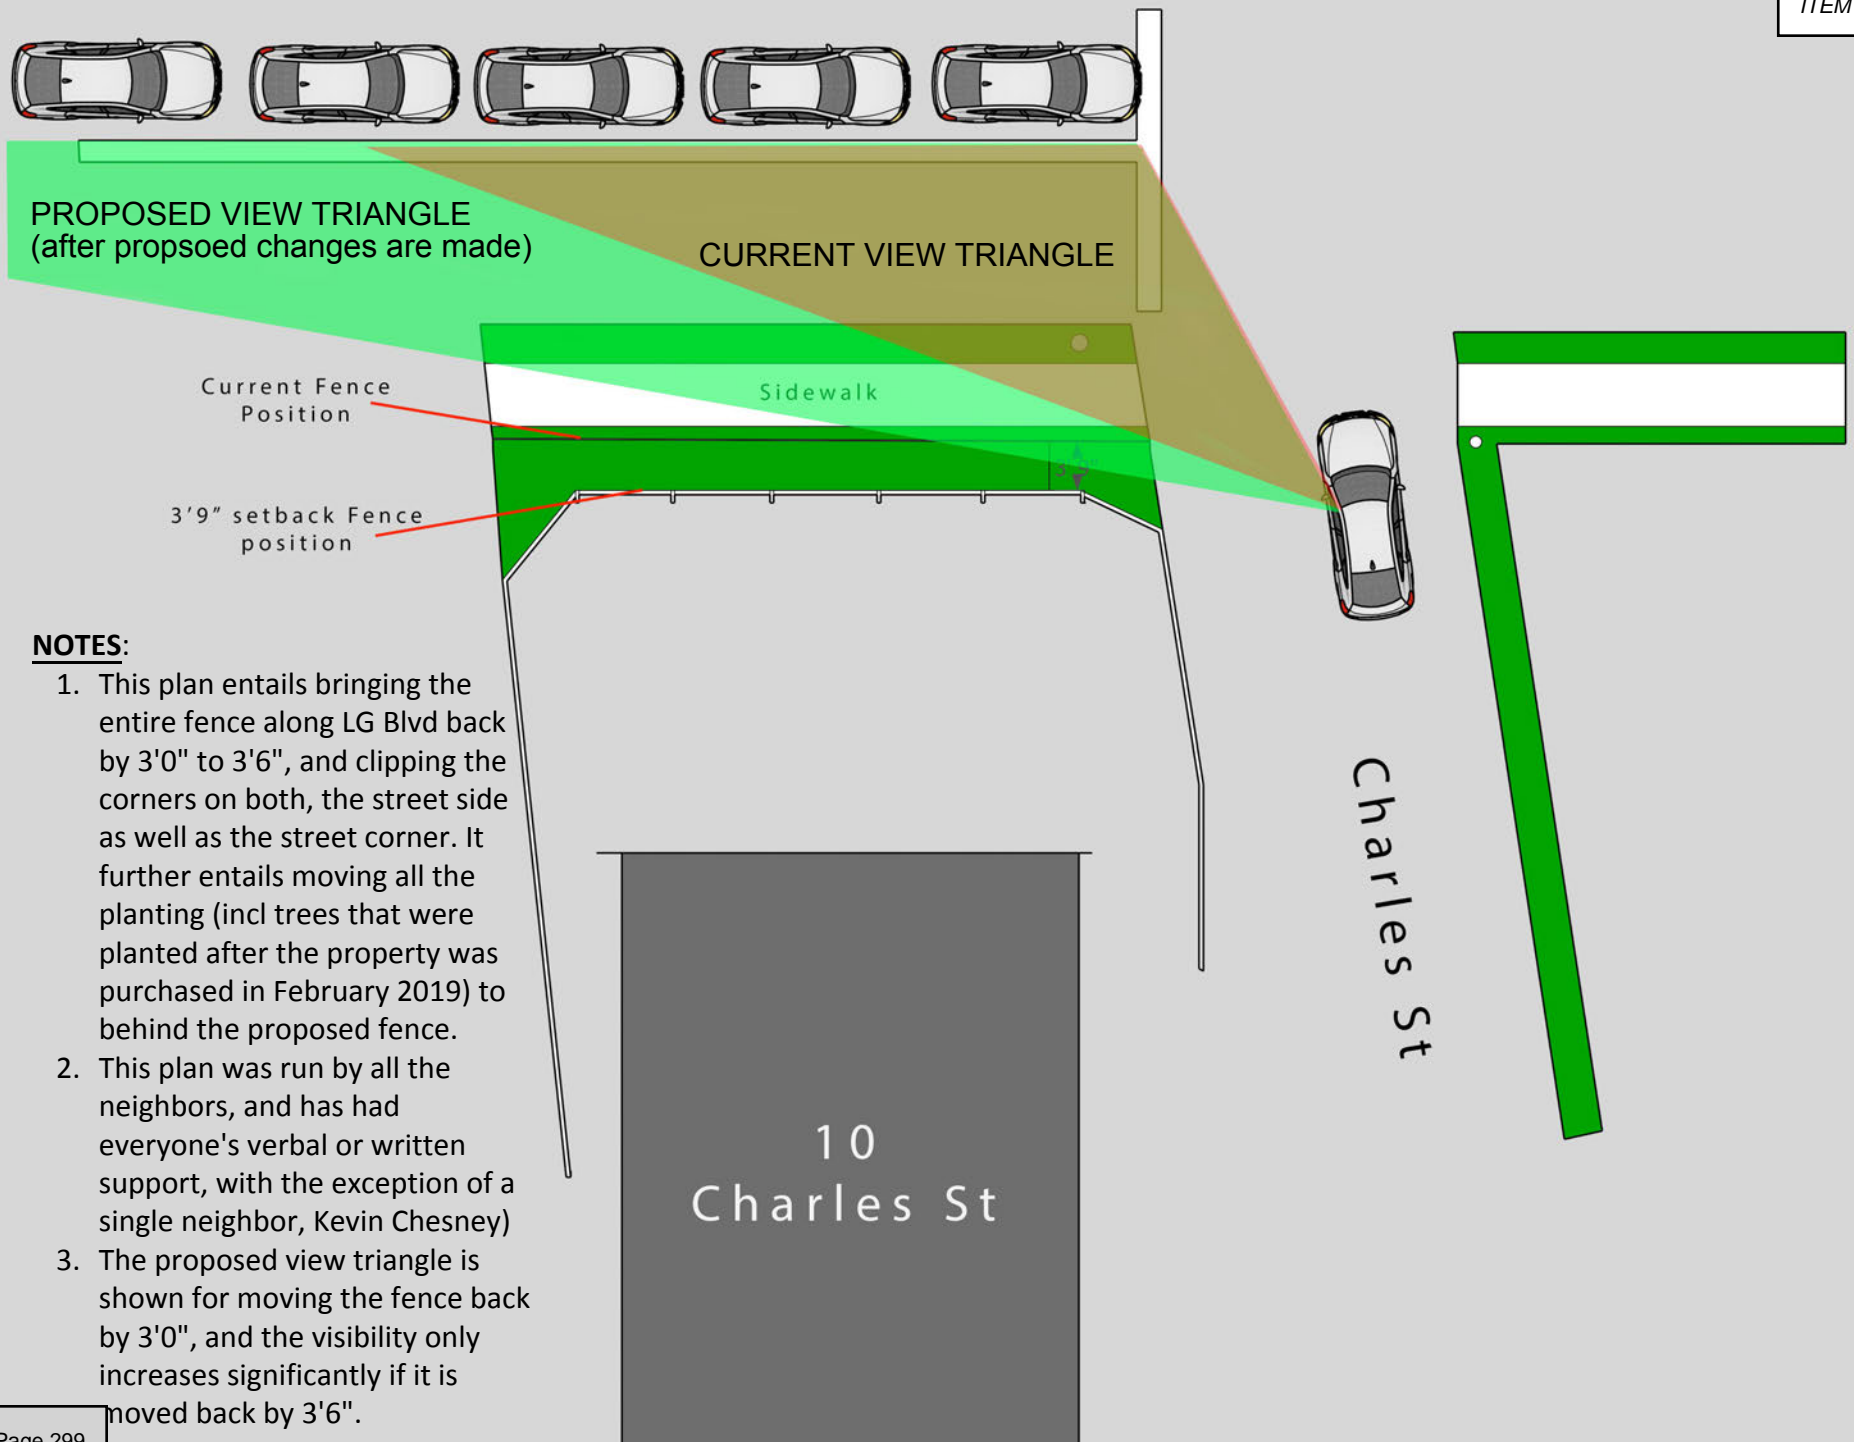 ITEM
PROPOSED VIEW TRIANGLE
(after propsoed changes are made)
CURRENT VIEW TRIANGLE
Current Fence
Position
Sidewalk
3'9" setback Fence
position
NOTES:
1. This plan entails bringing the
entire fence along LG Blvd back
by 3'0" to 3'6", and clipping the
corners on both, the street side
as well as the street corner. It
further entails moving all the
planting (incl trees that were
planted after the property was
purchased in February 2019) to
behind the proposed fence.
2. This plan was run by all the
neighbors, and has had
everyone's verbal or written
support, with the exception of a
single neighbor, Kevin Chesney)
3. The proposed view triangle is
shown for moving the fence back
by 3'0", and the visibility only
increases significantly if it is
moved back by 3'6".
Charles St
10
Charles St
Page 299